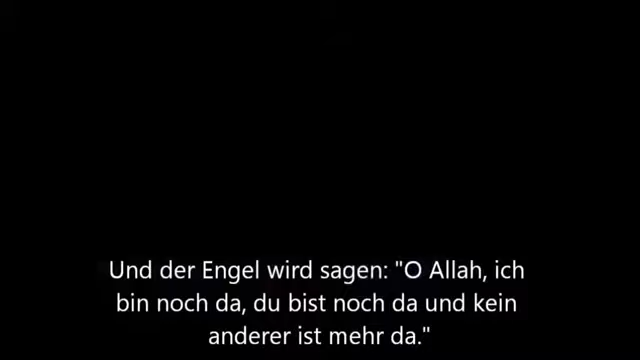 Und der Engel wird sagen: "O Allah, ich
bin noch da, du bist noch da und kein
anderer ist mehr da."